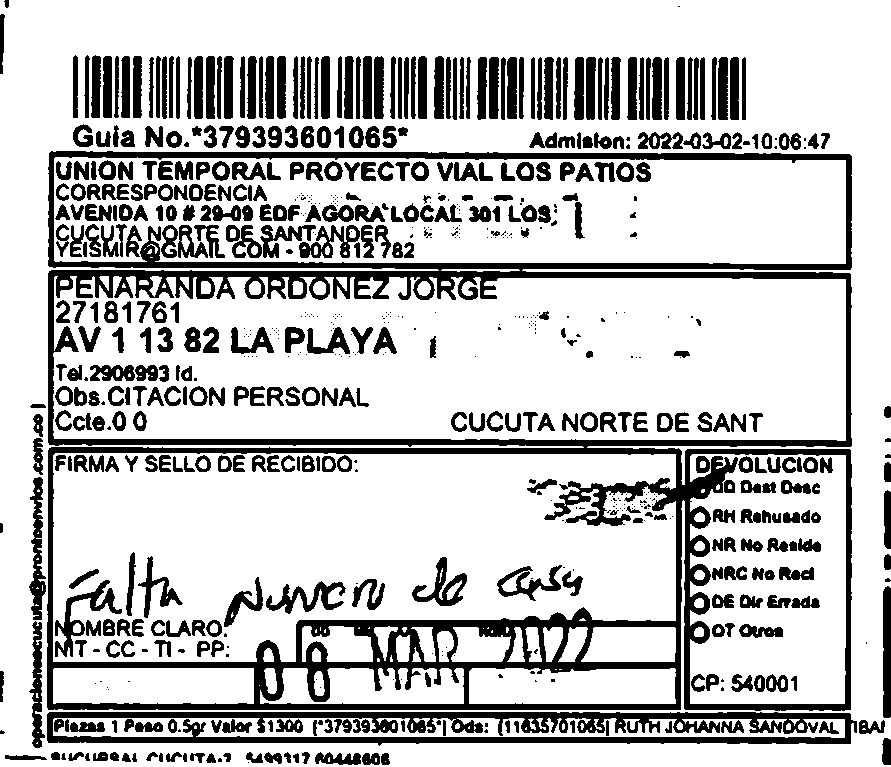 Guia No.*379393601065*
Admision: 2022-03-02-10:06:47
UNION TEMPORAL PROYECTO VIAL LOS PATIOS
CORRESPONDENCIA
AVENIDA 10 # 29-09 EDF AGORA LOCAL 301 LOS
CUCUTA NORTE DE SANTANDER
YEISMIR@GMAIL COM - 900 812 782
PENARANDA ORDONEZ JORGE
27181761
AV 1 13 82 LA PLAYA
Tel.2906993 id.
Obs.CITACION PERSONAL
Ccte.0 0
CUCUTA NORTE DE SANT
operacionescucuta@prontoenvios.com.co |
FIRMA Y SELLO DE RECIBIDO:
Falta numero de casa
NOMBRE CLARO:
NIT - CC - TI - PP:
08 MAR 2022
DEVOLUCION
DD Dest Desc
RH Rehusado
NR No Reside
NRC No Recl
DE Dir Errada
OT Otros
CP: 540001
Piezas 1 Peso 0.5gr Valor $1300 (*379393601065*) Ods: (11635701065) RUTH JOHANNA SANDOVAL
SUCURSAL CUCUTA-7